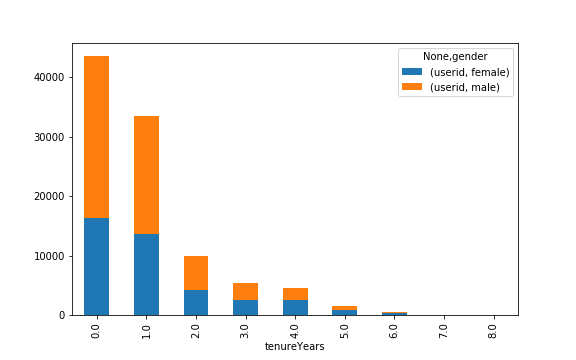 None,gender
(userid, female)
(userid, male)
40000
30000
20000
10000
0
0.0 1.0 2.0 3.0 4.0 5.0 6.0 7.0 8.0
tenureYears